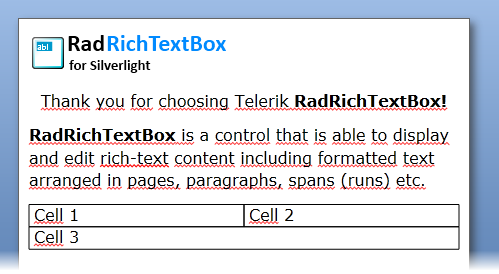 abl
RadRichTextBox
for Silverlight
Thank you for choosing Telerik RadRichTextBox!
RadRichTextBox is a control that is able to display
and edit rich-text content including formatted text
arranged in pages, paragraphs, spans (runs) etc.
Cell 1 Cell 2
Cell 3